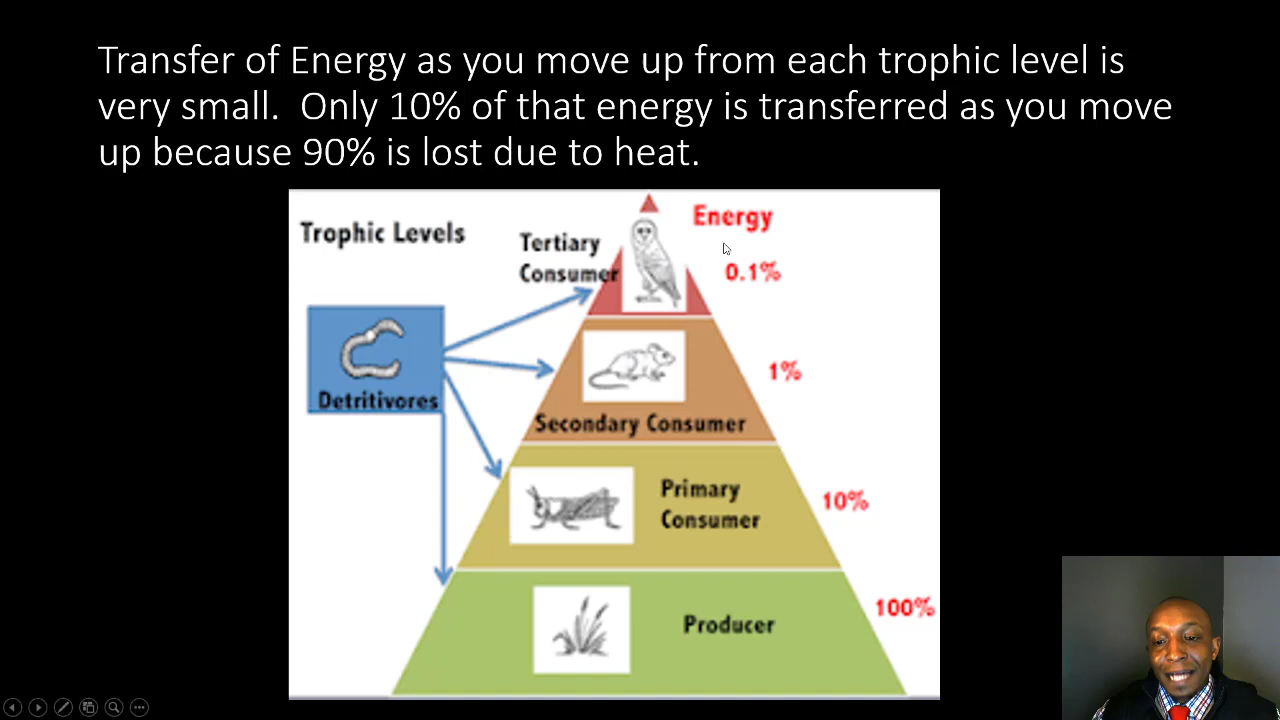 Transfer of Energy as you move up from each trophic level is
very small.  Only 10% of that energy is transferred as you move
up because 90% is lost due to heat.
Trophic Levels
Energy
Tertiary
Consumer
0.1%
1%
Detritivores
Secondary Consumer
Primary
Consumer
10%
100%
Producer